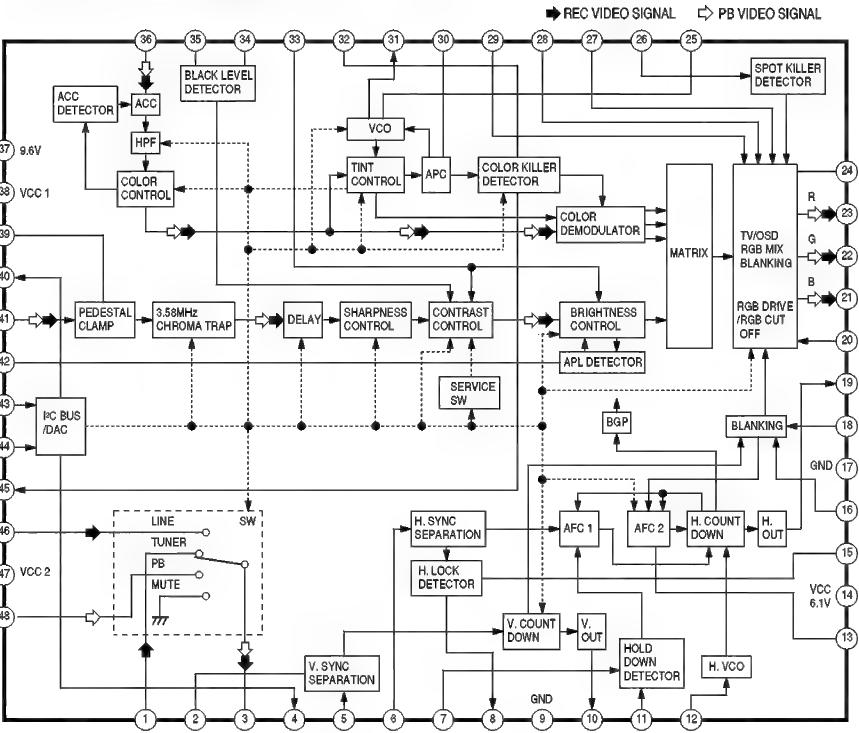 REC VIDEO SIGNAL PB VIDEO SIGNAL
36 35 34 33 32 31 30 29 28 27 26 25
BLACK LEVEL
DETECTOR
SPOT KILLER
DETECTOR
ACC
DETECTOR
ACC
HPF
VCO
37 9.6V
38 VCC 1
COLOR
CONTROL
TINT
CONTROL
APC
COLOR KILLER
DETECTOR
24
R
23
39
COLOR
DEMODULATOR
MATRIX
TV/OSD
RGB MIX
BLANKING
G
22
40
B
21
41
PEDESTAL
CLAMP
3.58MHz
CHROMA TRAP
DELAY
SHARPNESS
CONTROL
CONTRAST
CONTROL
BRIGHTNESS
CONTROL
RGB DRIVE
/RGB CUT
OFF
20
42
APL DETECTOR
19
43
I²C BUS
/DAC
SERVICE
SW
BGP
BLANKING
18
44
GND 17
45
16
LINE
SW
46
TUNER
H. SYNC
SEPARATION
AFC 1
AFC 2
H. COUNT
DOWN
H.
OUT
15
47 VCC 2
PB
MUTE
H. LOCK
DETECTOR
VCC
6.1V
14
48
V. COUNT
DOWN
V.
OUT
13
V. SYNC
SEPARATION
HOLD
DOWN
DETECTOR
H. VCO
GND
1 2 3 4 5 6 7 8 9 10 11 12